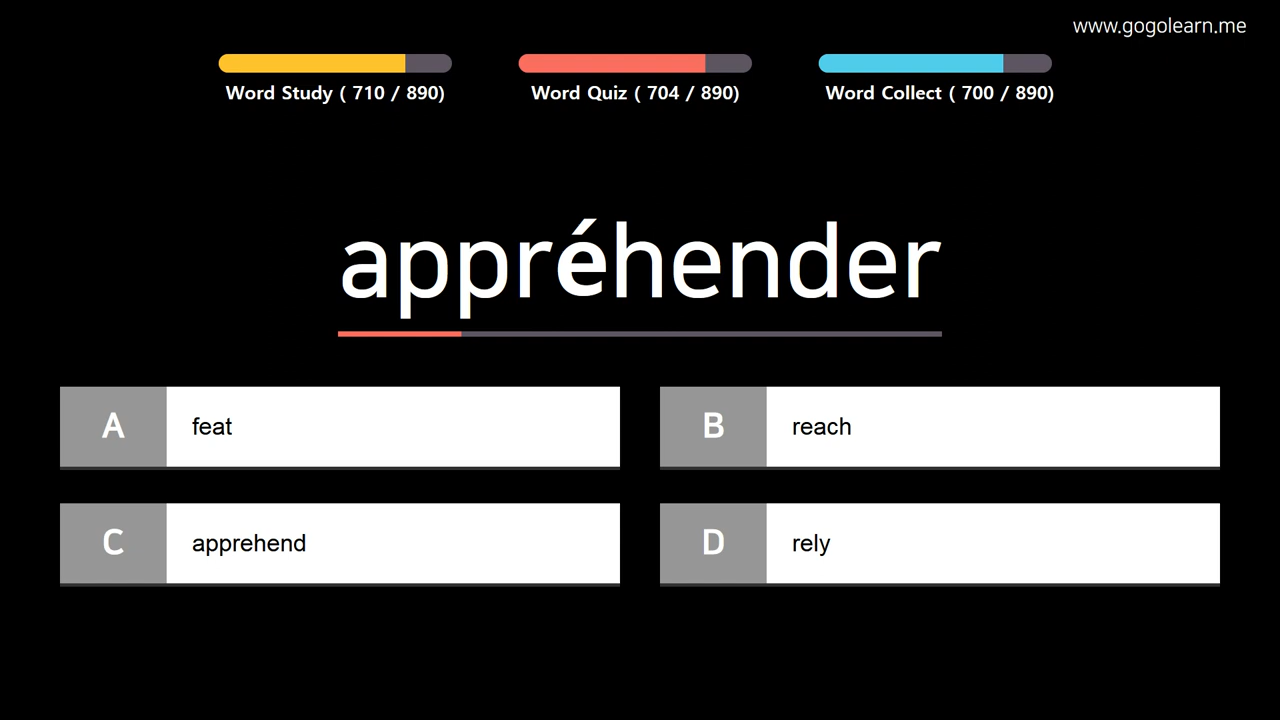 www.gogolearn.me
Word Study ( 710 / 890)
Word Quiz ( 704 / 890)
Word Collect ( 700 / 890)
appréhender
A feat
B reach
C apprehend
D rely